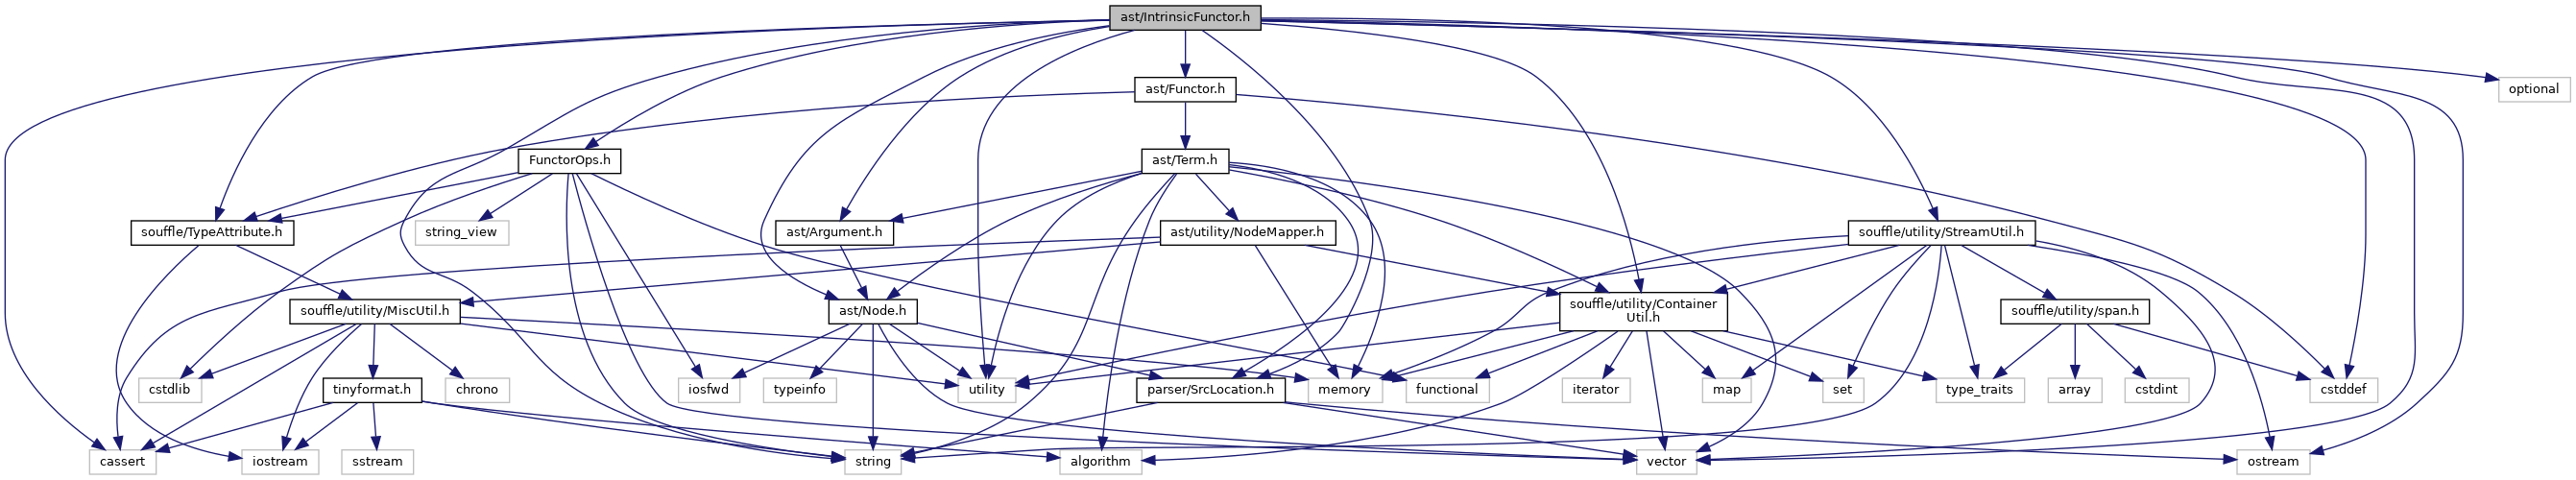 ast/IntrinsicFunctor.h
ast/Functor.h
optional
FunctorOps.h
ast/Term.h
souffle/TypeAttribute.h
string_view
ast/Argument.h
ast/utility/NodeMapper.h
souffle/utility/StreamUtil.h
souffle/utility/MiscUtil.h
ast/Node.h
souffle/utility/Container
Util.h
souffle/utility/span.h
cstdlib
tinyformat.h
chrono
iosfwd
typeinfo
utility
parser/SrcLocation.h
memory
functional
iterator
map
set
type_traits
array
cstdint
cstddef
cassert
iostream
sstream
string
algorithm
vector
ostream